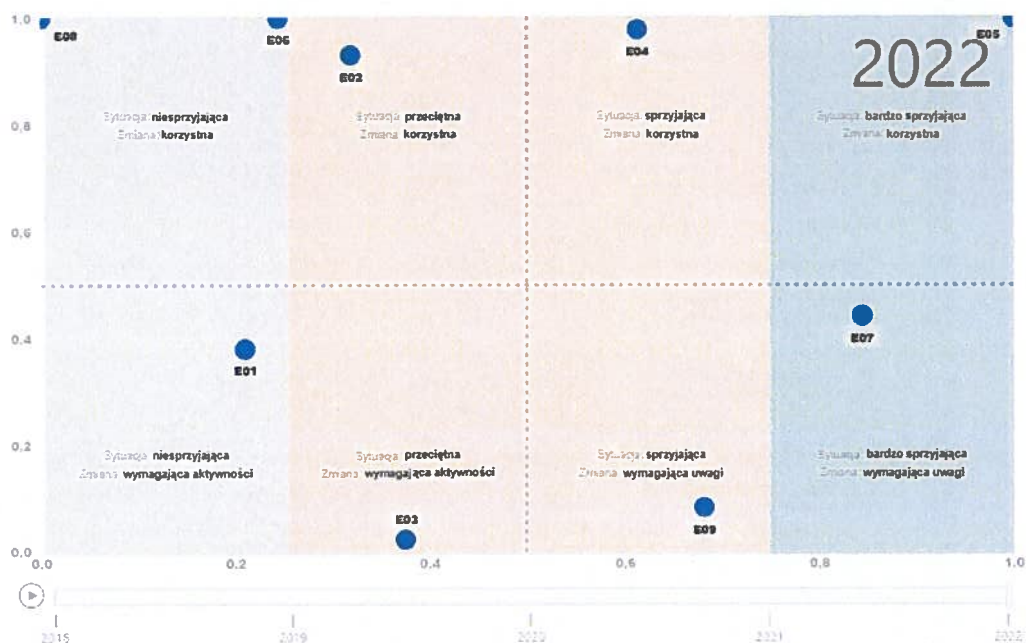 1,0
E08
E06
E02
E04
E05
2022
Sytuacja: niesprzyjająca
Zmiana: korzystna
Sytuacja: przeciętna
Zmiana: korzystna
Sytuacja: sprzyjająca
Zmiana: korzystna
Sytuacja: bardzo sprzyjająca
Zmiana: korzystna
0,8
0,6
0,4
E01
E07
0,2
Sytuacja: niesprzyjająca
Zmiana: wymagająca aktywności
Sytuacja: przeciętna
Zmiana: wymagająca aktywności
Sytuacja: sprzyjająca
Zmiana: wymagająca uwagi
Sytuacja: bardzo sprzyjająca
Zmiana: wymagająca uwagi
E03
E09
0,0
0,0 0,2 0,4 0,6 0,8 1,0
2019 2020 2021